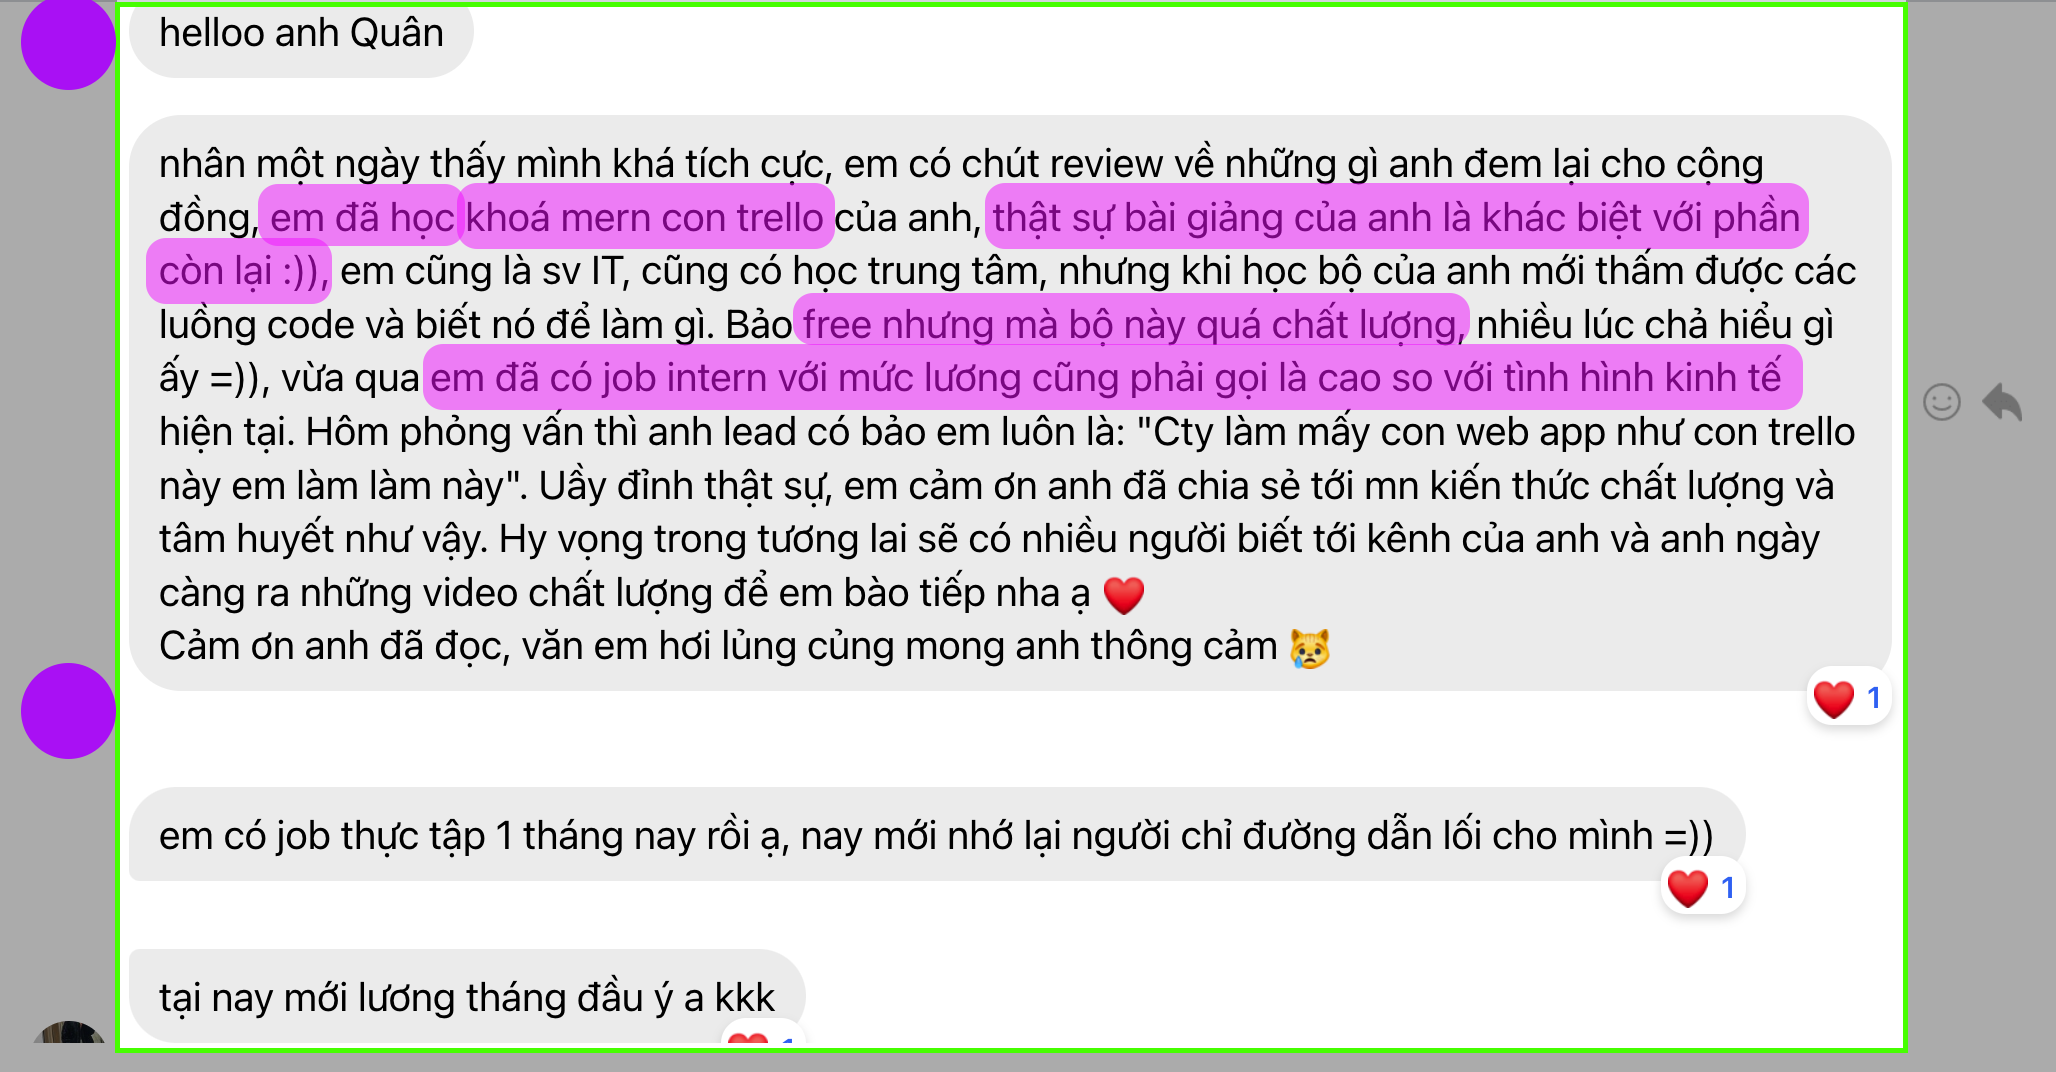 helloo anh Quân
nhân một ngày thấy mình khá tích cực, em có chút review về những gì anh đem lại cho cộng
đồng, em đã học khoá mern con trello của anh, thật sự bài giảng của anh là khác biệt với phần
còn lại :)), em cũng là sv IT, cũng có học trung tâm, nhưng khi học bộ của anh mới thấm được các
luồng code và biết nó để làm gì. Bảo free nhưng mà bộ này quá chất lượng, nhiều lúc chả hiểu gì
ấy =)), vừa qua em đã có job intern với mức lương cũng phải gọi là cao so với tình hình kinh tế
hiện tại. Hôm phỏng vấn thì anh lead có bảo em luôn là: "Cty làm mấy con web app như con trello
này em làm làm này". Uầy đỉnh thật sự, em cảm ơn anh đã chia sẻ tới mn kiến thức chất lượng và
tâm huyết như vậy. Hy vọng trong tương lai sẽ có nhiều người biết tới kênh của anh và anh ngày
càng ra những video chất lượng để em bào tiếp nha ạ ❤️
Cảm ơn anh đã đọc, văn em hơi lủng củng mong anh thông cảm 😿
❤️ 1
em có job thực tập 1 tháng nay rồi ạ, nay mới nhớ lại người chỉ đường dẫn lối cho mình =))
❤️ 1
tại nay mới lương tháng đầu ý a kkk
❤️ 1